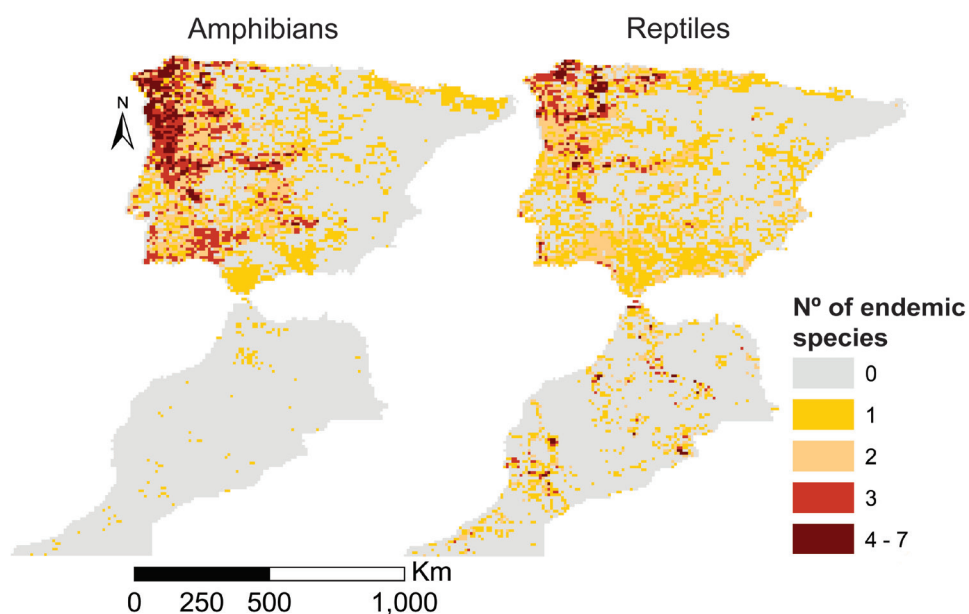 Amphibians
Reptiles
N
Nº of endemic
species
0
1
2
3
4 - 7
Km
0 250 500 1,000